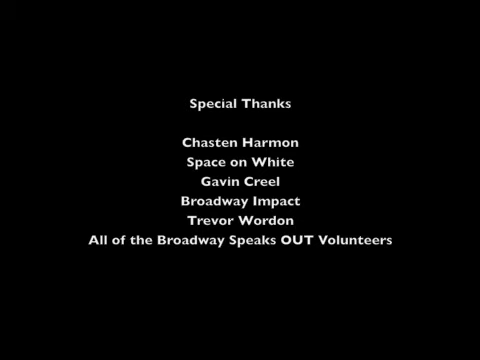 Special Thanks
Chasten Harmon
Space on White
Gavin Creel
Broadway Impact
Trevor Wordon
All of the Broadway Speaks OUT Volunteers